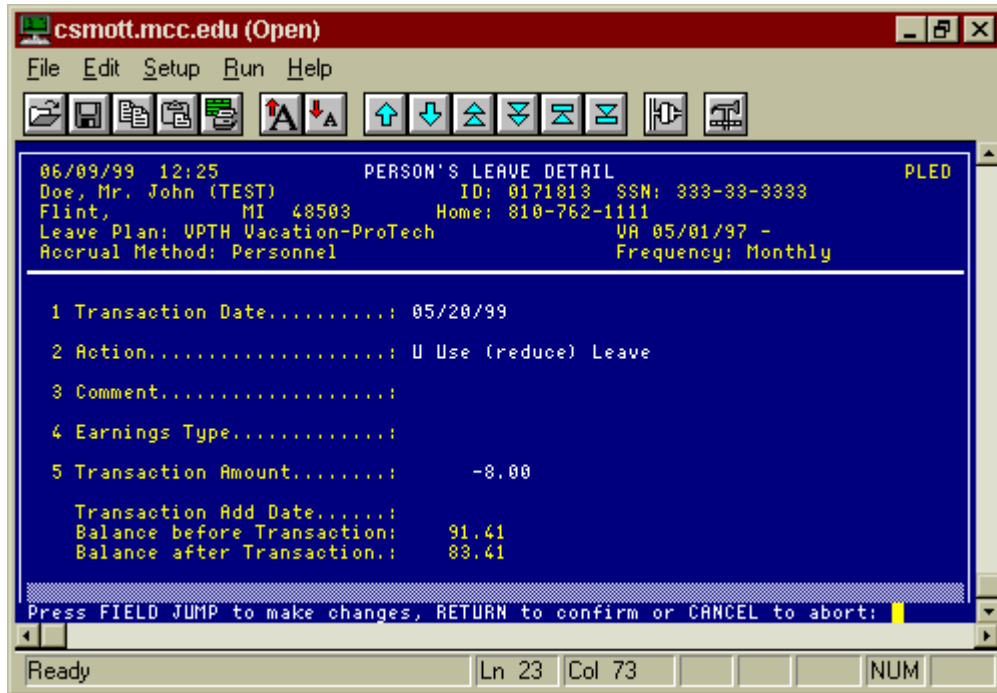 csmott.mcc.edu (Open)
File Edit Setup Run Help
06/09/99 12:25 PERSON'S LEAVE DETAIL PLED
Doe, Mr. John (TEST) ID: 0171813 SSN: 333-33-3333
Flint, MI 48503 Home: 810-762-1111
Leave Plan: VPTH Vacation-ProTech VA 05/01/97 -
Accrual Method: Personnel Frequency: Monthly
1 Transaction Date..........: 05/20/99
2 Action....................: U Use (reduce) Leave
3 Comment...................:
4 Earnings Type.............:
5 Transaction Amount........: -8.00
Transaction Add Date......:
Balance before Transaction: 91.41
Balance after Transaction.: 83.41
Press FIELD JUMP to make changes, RETURN to confirm or CANCEL to abort:
Ready Ln 23 Col 73 NUM